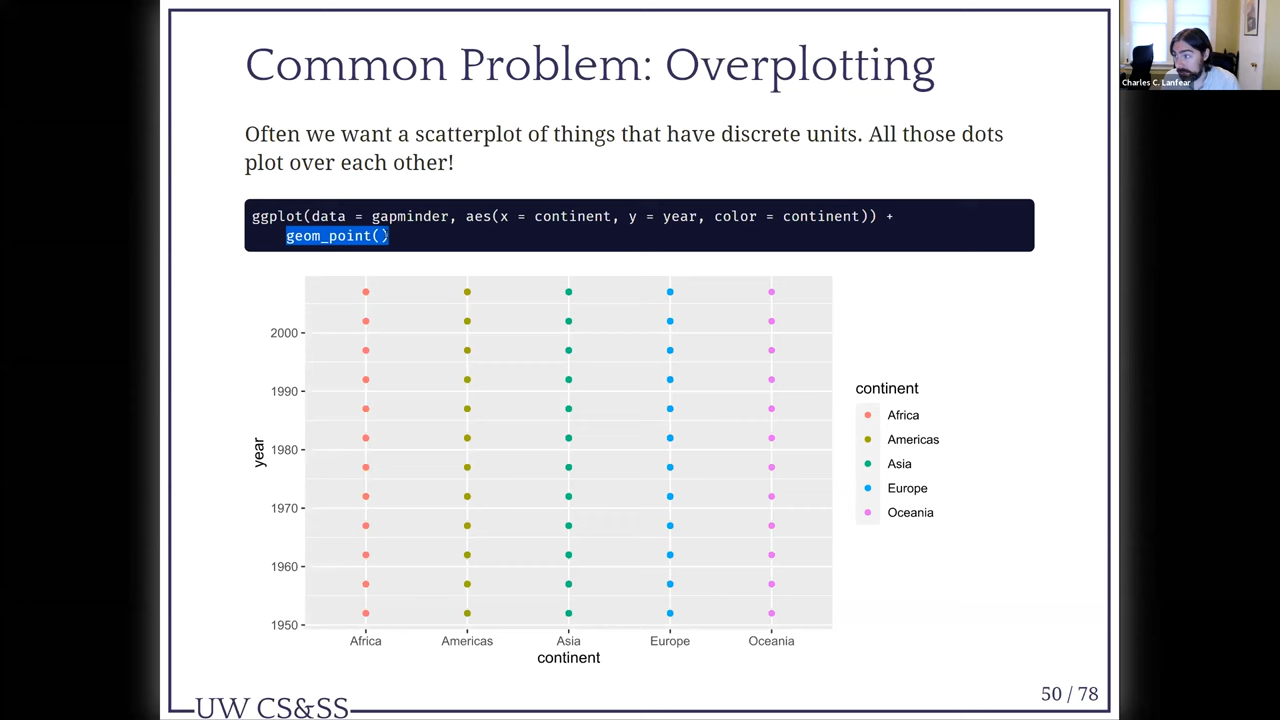 Common Problem: Overplotting
Charles C. Lanfear
Often we want a scatterplot of things that have discrete units. All those dots
plot over each other!
ggplot(data = gapminder, aes(x = continent, y = year, color = continent)) +
geom_point()
2000
1990
1980
1970
1960
1950
year
Africa
Americas
Asia
Europe
Oceania
continent
continent
Africa
Americas
Asia
Europe
Oceania
UW CS&SS
50 / 78